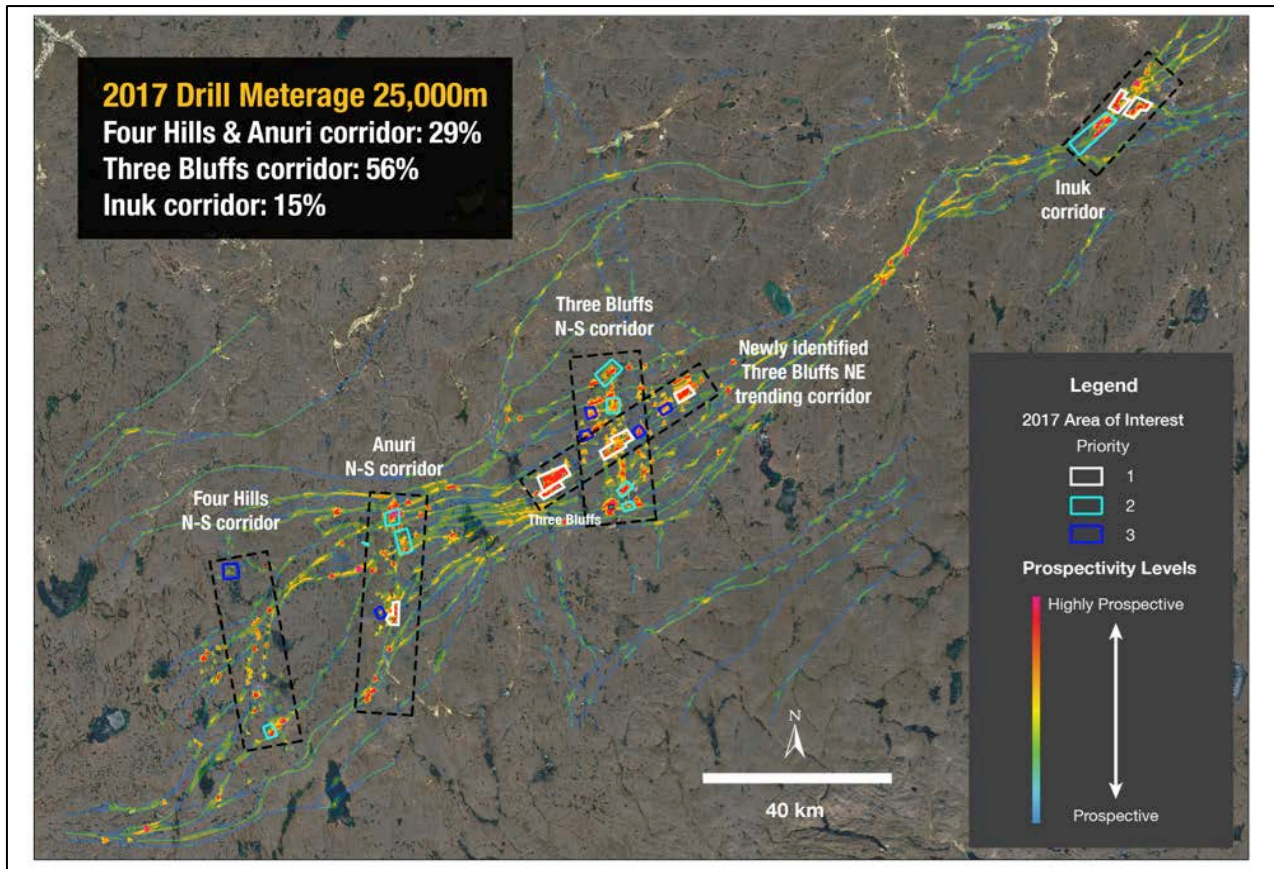 2017 Drill Meterage 25,000m
Four Hills & Anuri corridor: 29%
Three Bluffs corridor: 56%
Inuk corridor: 15%
Inuk
corridor
Three Bluffs
N-S corridor
Newly identified
Three Bluffs NE
trending corridor
Anuri
N-S corridor
Four Hills
N-S corridor
Three Bluffs
N
40 km
Legend
2017 Area of Interest
Priority
1
2
3
Prospectivity Levels
Highly Prospective
Prospective